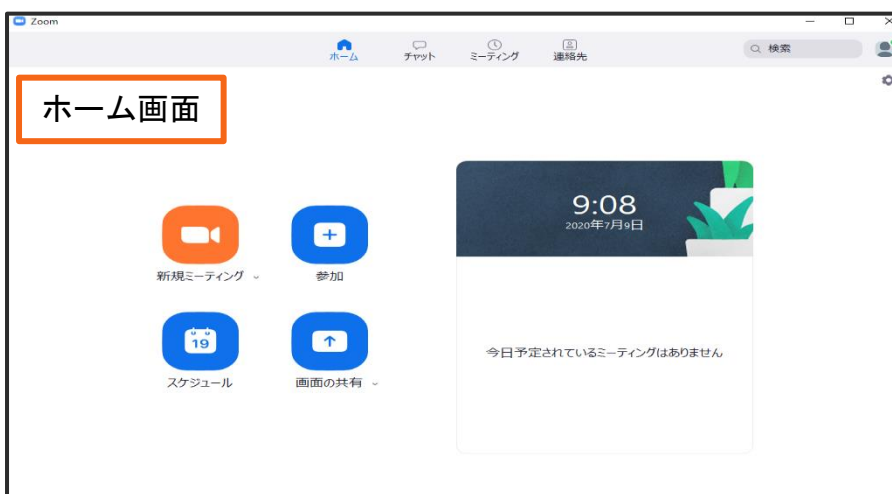 Zoom
ホーム
チャット
ミーティング
連絡先
検索
ホーム画面
9:08
2020年7月9日
新規ミーティング
参加
19
スケジュール
画面の共有
今日予定されているミーティングはありません